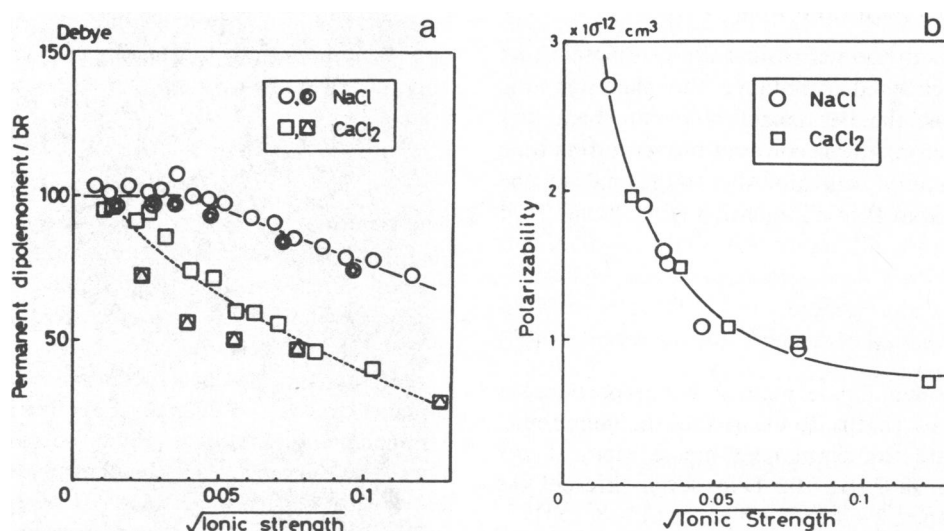 a
Debye
150
100
50
NaCl
CaCl₂
Permanent dipolemoment / bR
0 0.05 0.1
√Ionic strength
b
× 10⁻¹² cm³
3
2
1
NaCl
CaCl₂
Polarizability
0 0.05 0.1
√Ionic Strength